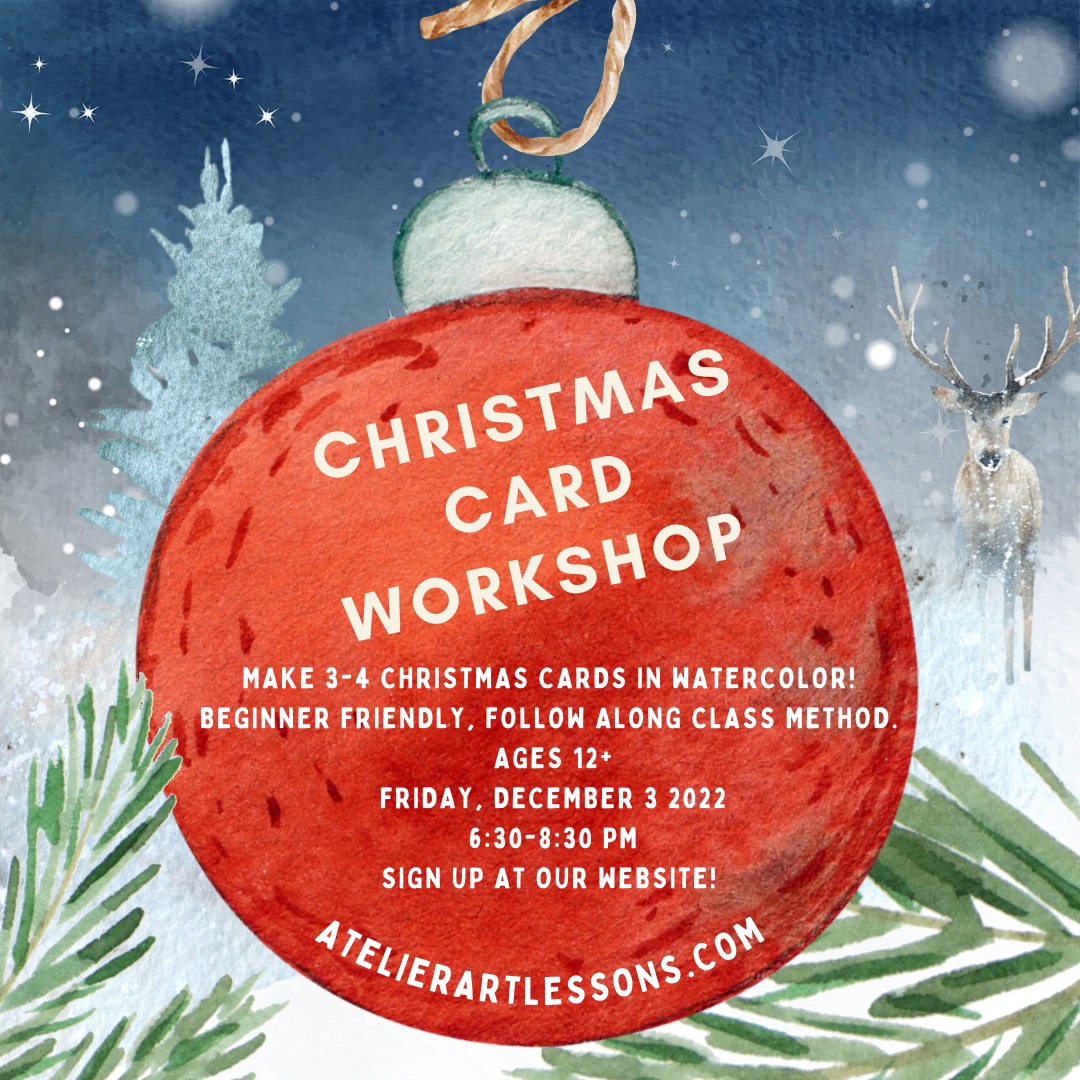 CHRISTMAS
CARD
WORKSHOP
MAKE 3-4 CHRISTMAS CARDS IN WATERCOLOR!
BEGINNER FRIENDLY, FOLLOW ALONG CLASS METHOD.
AGES 12+
FRIDAY, DECEMBER 3 2022
6:30-8:30 PM
SIGN UP AT OUR WEBSITE!
ATELIERARTLESSONS.COM